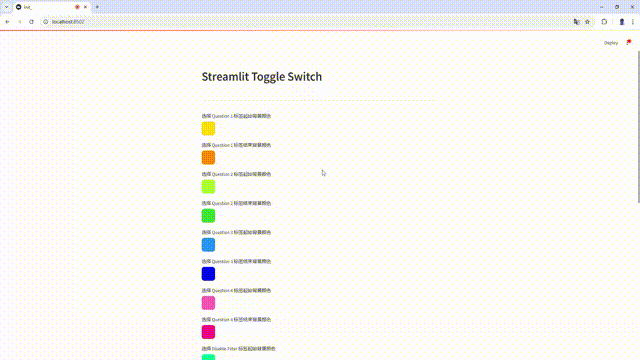 localhost:8502
Deploy
Streamlit Toggle Switch
选择 Question 1 标签起始背景颜色
选择 Question 1 标签结束背景颜色
选择 Question 2 标签起始背景颜色
选择 Question 2 标签结束背景颜色
选择 Question 3 标签起始背景颜色
选择 Question 3 标签结束背景颜色
选择 Question 4 标签起始背景颜色
选择 Question 4 标签结束背景颜色
选择 Disable Filter 标签起始背景颜色